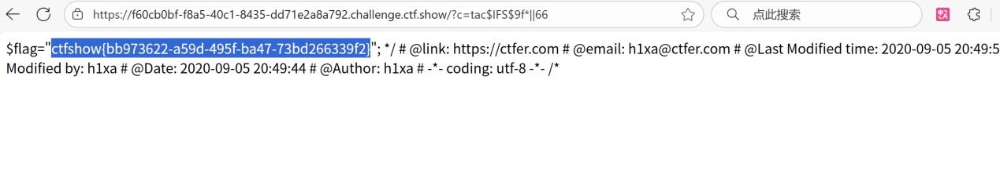 https://f60cb0bf-f8a5-40c1-8435-dd71e2a8a792.challenge.ctf.show/?c=tac$IFS$9f*||66
点此搜索
$flag="ctfshow{bb973622-a59d-495f-ba47-73bd266339f2}"; */ # @link: https://ctfer.com # @email: h1xa@ctfer.com # @Last Modified time: 2020-09-05 20:49:5
Modified by: h1xa # @Date: 2020-09-05 20:49:44 # @Author: h1xa # -*- coding: utf-8 -*- /*